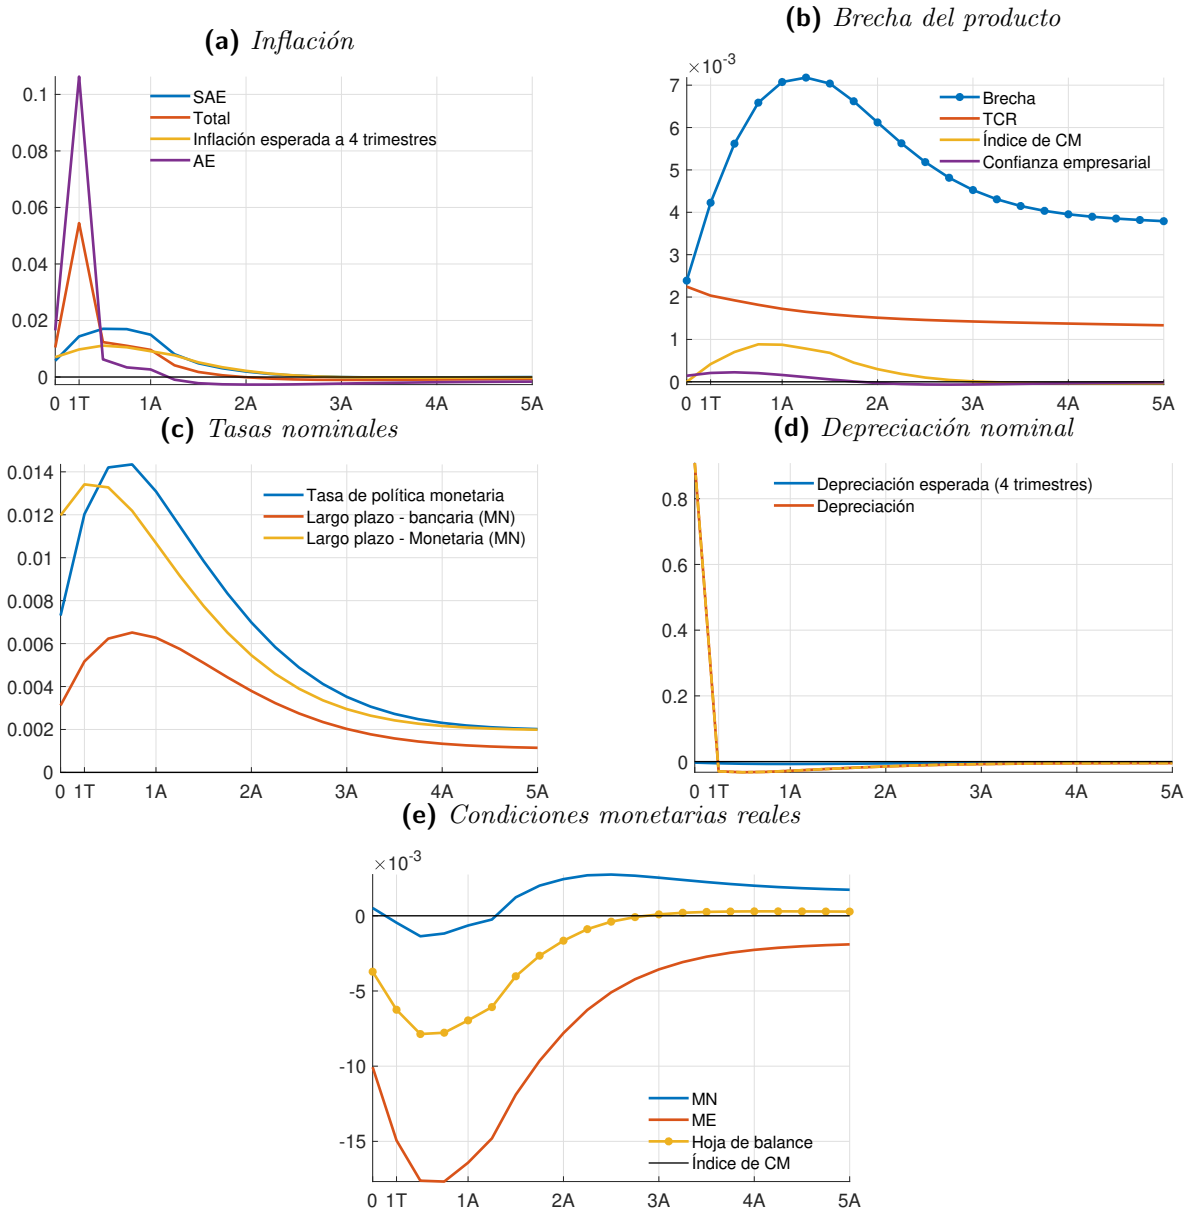 (a) Inflación
0.1
0.08
0.06
0.04
0.02
0
SAE
Total
Inflación esperada a 4 trimestres
AE
0 1T 1A 2A 3A 4A 5A
(b) Brecha del producto
×10-3
7
6
5
4
3
2
1
0
Brecha
TCR
Índice de CM
Confianza empresarial
0 1T 1A 2A 3A 4A 5A
(c) Tasas nominales
0.014
0.012
0.01
0.008
0.006
0.004
0.002
0
Tasa de política monetaria
Largo plazo - bancaria (MN)
Largo plazo - Monetaria (MN)
0 1T 1A 2A 3A 4A 5A
(d) Depreciación nominal
0.8
0.6
0.4
0.2
0
Depreciación esperada (4 trimestres)
Depreciación
0 1T 1A 2A 3A 4A 5A
(e) Condiciones monetarias reales
×10-3
0
-5
-10
-15
MN
ME
Hoja de balance
Índice de CM
0 1T 1A 2A 3A 4A 5A